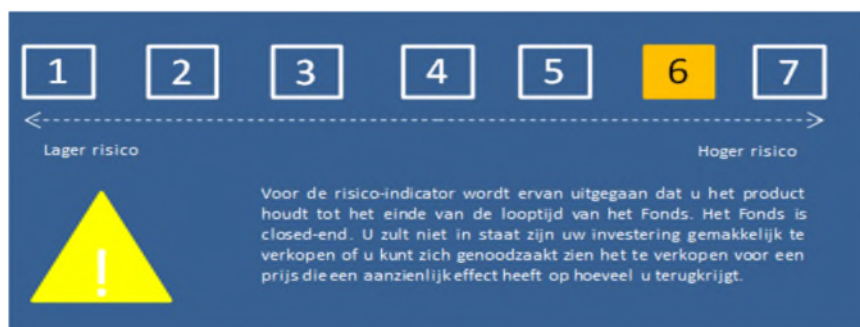 1 2 3 4 5 6 7
Lager risico Hoger risico
!
Voor de risico-indicator wordt ervan uitgegaan dat u het product
houdt tot het einde van de looptijd van het Fonds. Het Fonds is
closed-end. U zult niet in staat zijn uw investering gemakkelijk te
verkopen of u kunt zich genoodzaakt zien het te verkopen voor een
prijs die een aanzienlijk effect heeft op hoeveel u terugkrijgt.